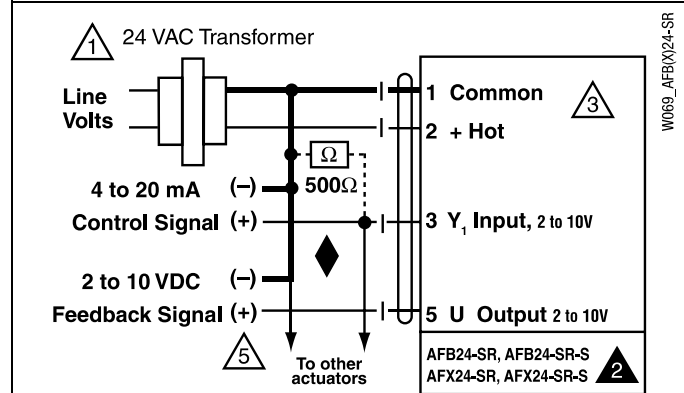 1 24 VAC Transformer
Line
Volts
1 Common
2 + Hot
3
Ω
500Ω
4 to 20 mA (–)
Control Signal (+)
3 Y₁ Input, 2 to 10V
2 to 10 VDC (–)
Feedback Signal (+)
5 U Output 2 to 10V
5
To other
actuators
AFB24-SR, AFB24-SR-S
AFX24-SR, AFX24-SR-S
2
W069_AFB(X)24-SR